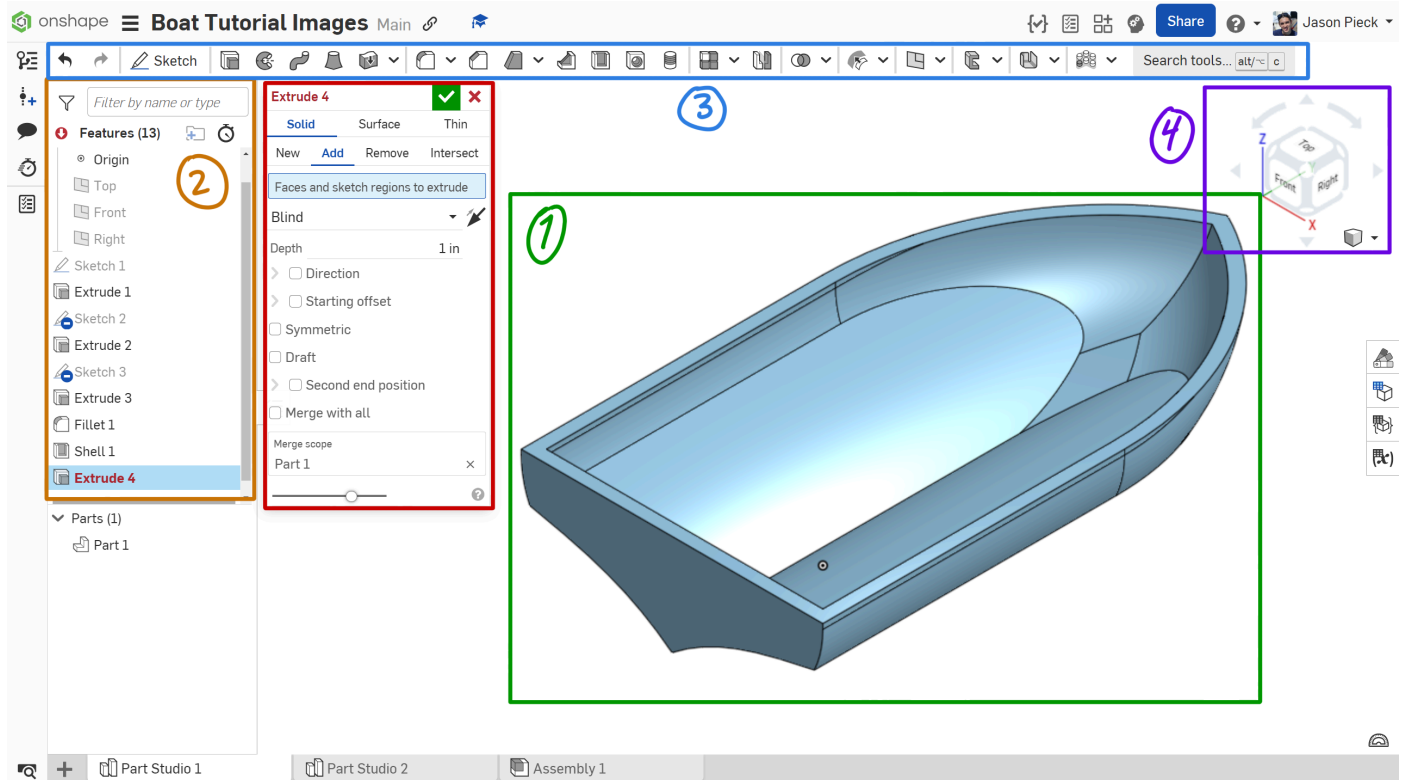 onshape Boat Tutorial Images Main Share Jason Pieck
Sketch Search tools... alt/⌥ c
Filter by name or type
Features (13)
Origin
Top
Front
Right
Sketch 1
Extrude 1
Sketch 2
Extrude 2
Sketch 3
Extrude 3
Fillet 1
Shell 1
Extrude 4
Parts (1)
Part 1
2
Extrude 4
Solid Surface Thin
New Add Remove Intersect
Faces and sketch regions to extrude
Blind
Depth 1 in
Direction
Starting offset
Symmetric
Draft
Second end position
Merge with all
Merge scope
Part 1
3
1
4
Z
Top
Y
Front Right
X
(x)
Part Studio 1 Part Studio 2 Assembly 1